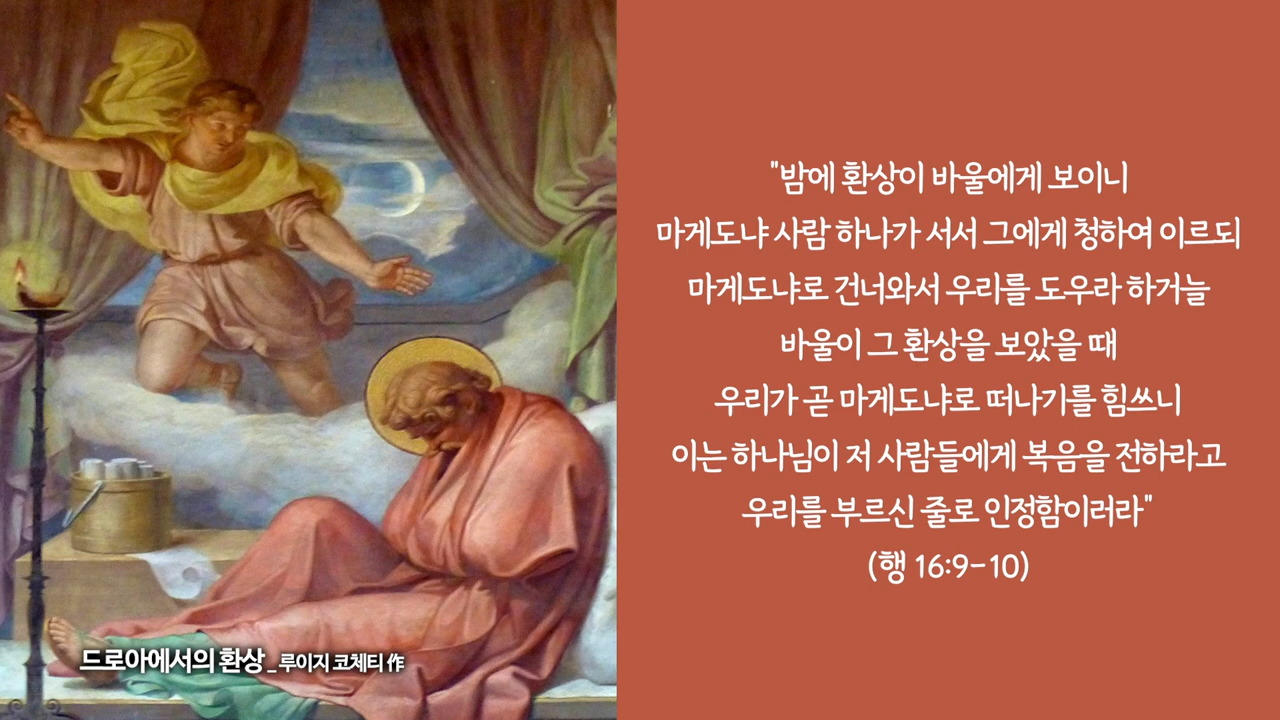 드로아에서의 환상_루이지 코체티 作
"밤에 환상이 바울에게 보이니
마게도냐 사람 하나가 서서 그에게 청하여 이르되
마게도냐로 건너와서 우리를 도우라 하거늘
바울이 그 환상을 보았을 때
우리가 곧 마게도냐로 떠나기를 힘쓰니
이는 하나님이 저 사람들에게 복음을 전하라고
우리를 부르신 줄로 인정함이러라"
(행 16:9-10)